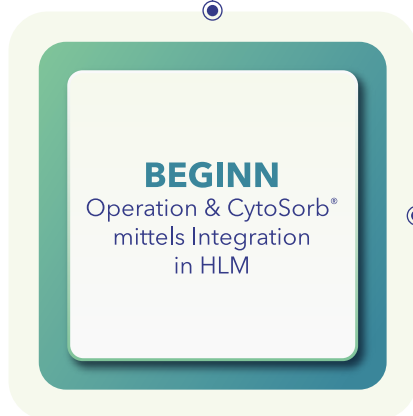 BEGINN
Operation & CytoSorb®
mittels Integration
in HLM